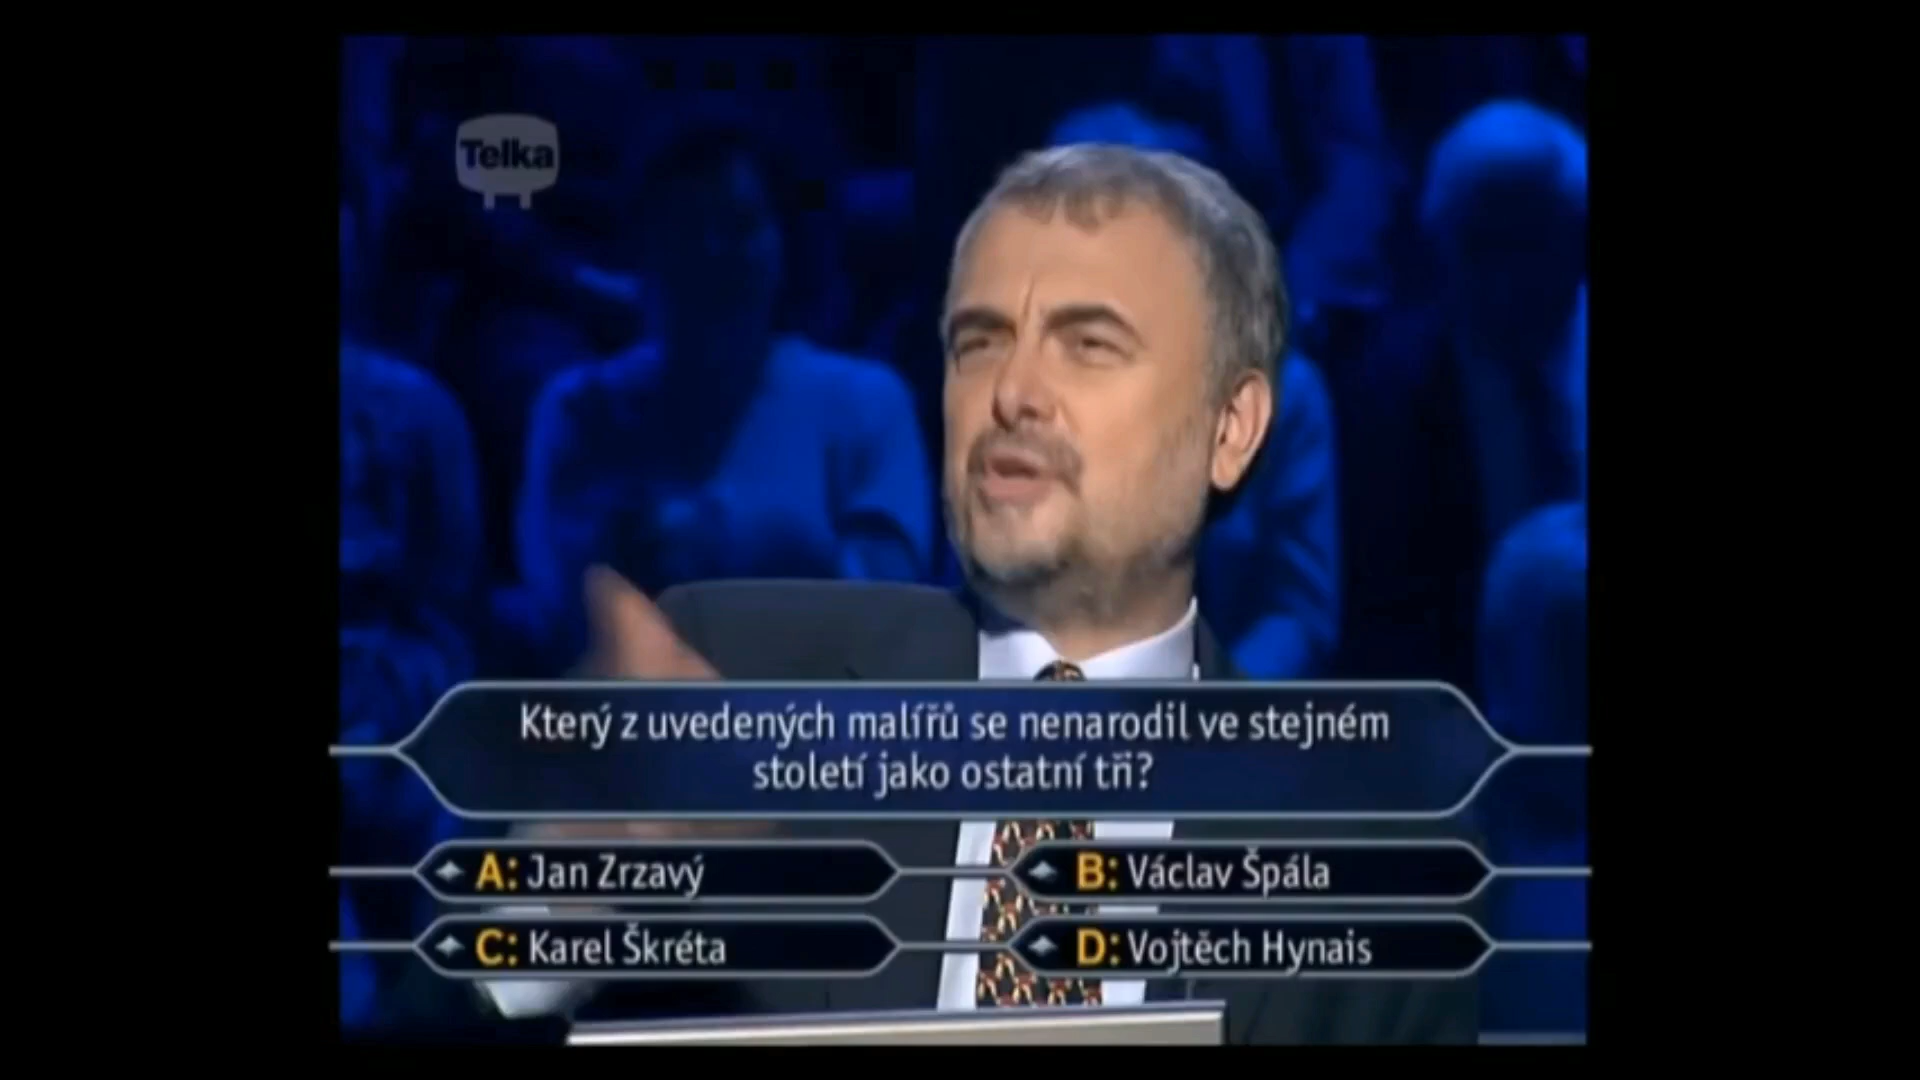 Telka
Který z uvedených malířů se nenarodil ve stejném
století jako ostatní tři?
A: Jan Zrzavý
B: Václav Špála
C: Karel Škréta
D: Vojtěch Hynais